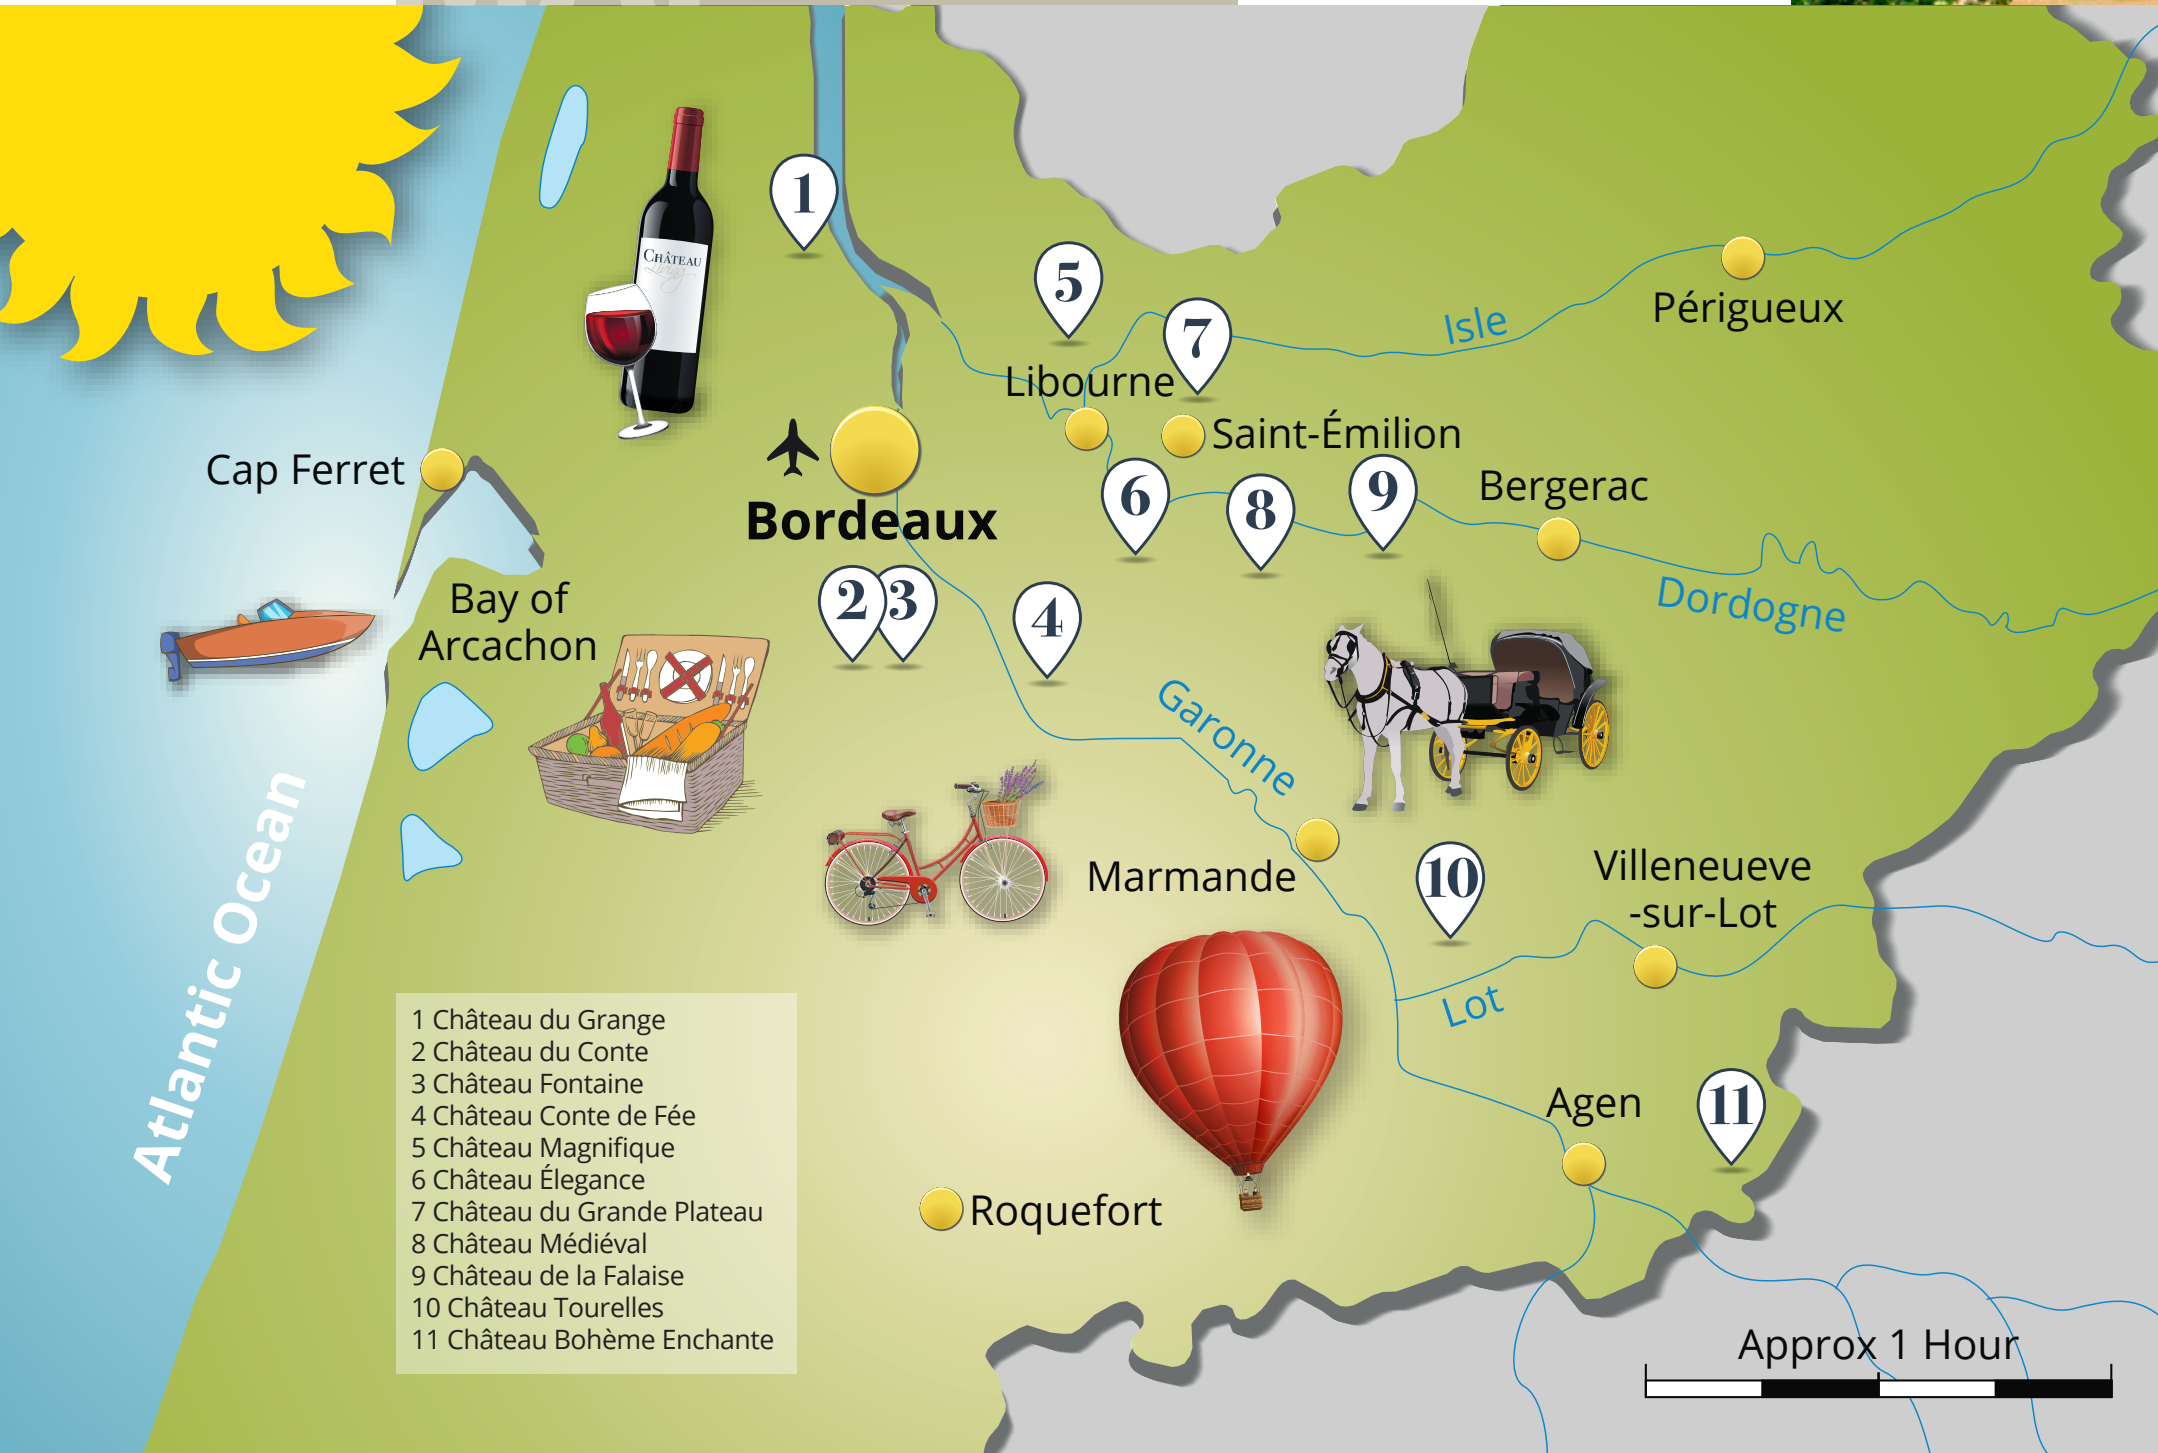 1
CHÂTEAU
Living
5
7
Isle
Périgueux
Libourne
Saint-Émilion
Cap Ferret
Bordeaux
6
8
9
Bergerac
Dordogne
Bay of
Arcachon
2
3
4
Garonne
Marmande
10
Villeneueve
-sur-Lot
Lot
Atlantic Ocean
Agen
11
Roquefort
1 Château du Grange
2 Château du Conte
3 Château Fontaine
4 Château Conte de Fée
5 Château Magnifique
6 Château Élegance
7 Château du Grande Plateau
8 Château Médiéval
9 Château de la Falaise
10 Château Tourelles
11 Château Bohème Enchante
Approx 1 Hour